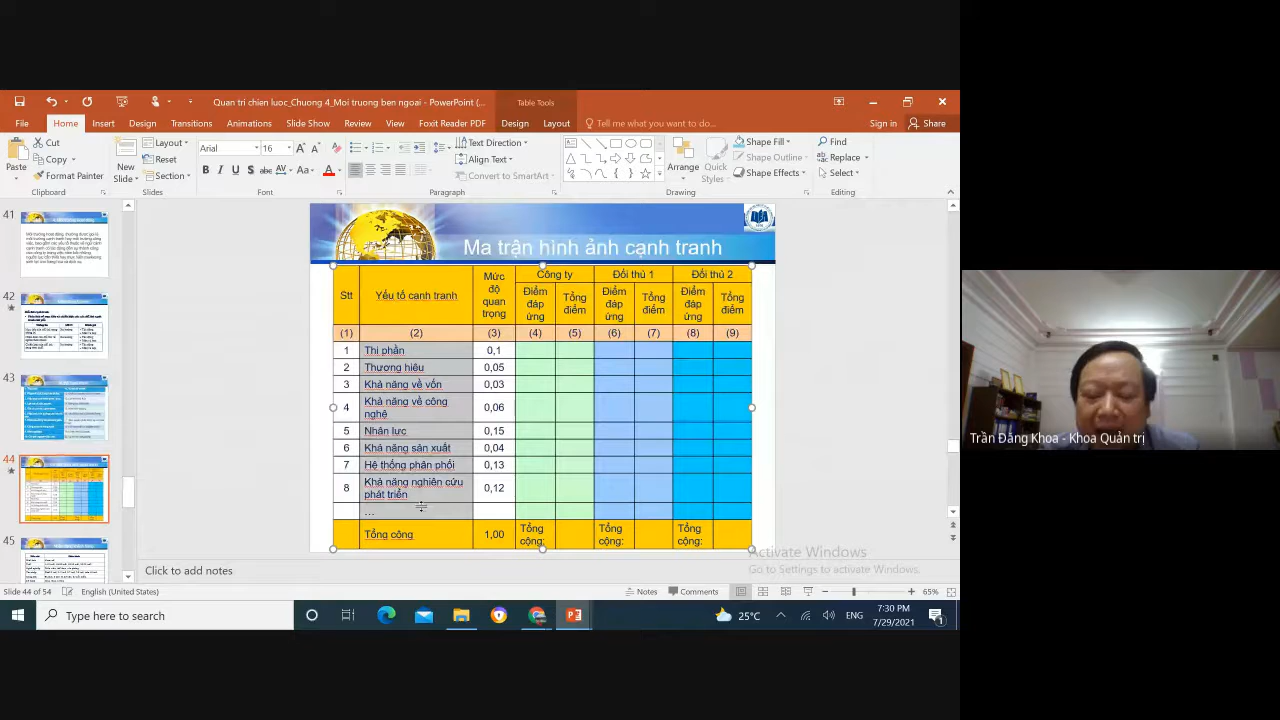 Quan tri chien luoc_Chuong 4_Moi truong ben ngoai - PowerPoint (...
Table Tools
File Home Insert Design Transitions Animations Slide Show Review View Foxit Reader PDF Design Layout Tell me what you want to do... Sign in Share
Paste
Cut
Copy
Format Painter
Clipboard
New Slide
Layout
Reset
Section
Slides
Arial 16
B I U S abc AV Aa A
Font
Text Direction
Align Text
Convert to SmartArt
Paragraph
Arrange
Quick Styles
Shape Fill
Shape Outline
Shape Effects
Drawing
Find
Replace
Select
Editing
41
42
43
44
45
Ma trận hình ảnh cạnh tranh
Stt Yếu tố cạnh tranh Mức độ quan trọng Công ty Đối thủ 1 Đối thủ 2
Điểm đáp ứng Tổng điểm Điểm đáp ứng Tổng điểm Điểm đáp ứng Tổng điểm
(1) (2) (3) (4) (5) (6) (7) (8) (9)
1 Thị phần 0,1
2 Thương hiệu 0,05
3 Khả năng về vốn 0,03
4 Khả năng về công nghệ 0,06
5 Nhân lực 0,15
6 Khả năng sản xuất 0,04
7 Hệ thống phân phối 0,13
8 Khả năng nghiên cứu phát triển 0,12
...
Tổng cộng 1,00 Tổng cộng: Tổng cộng: Tổng cộng:
Activate Windows
Go to Settings to activate Windows.
Click to add notes
Slide 44 of 54 English (United States) Notes Comments 65%
Type here to search
25°C ENG
7:30 PM
7/29/2021
1
Trần Đăng Khoa - Khoa Quản trị